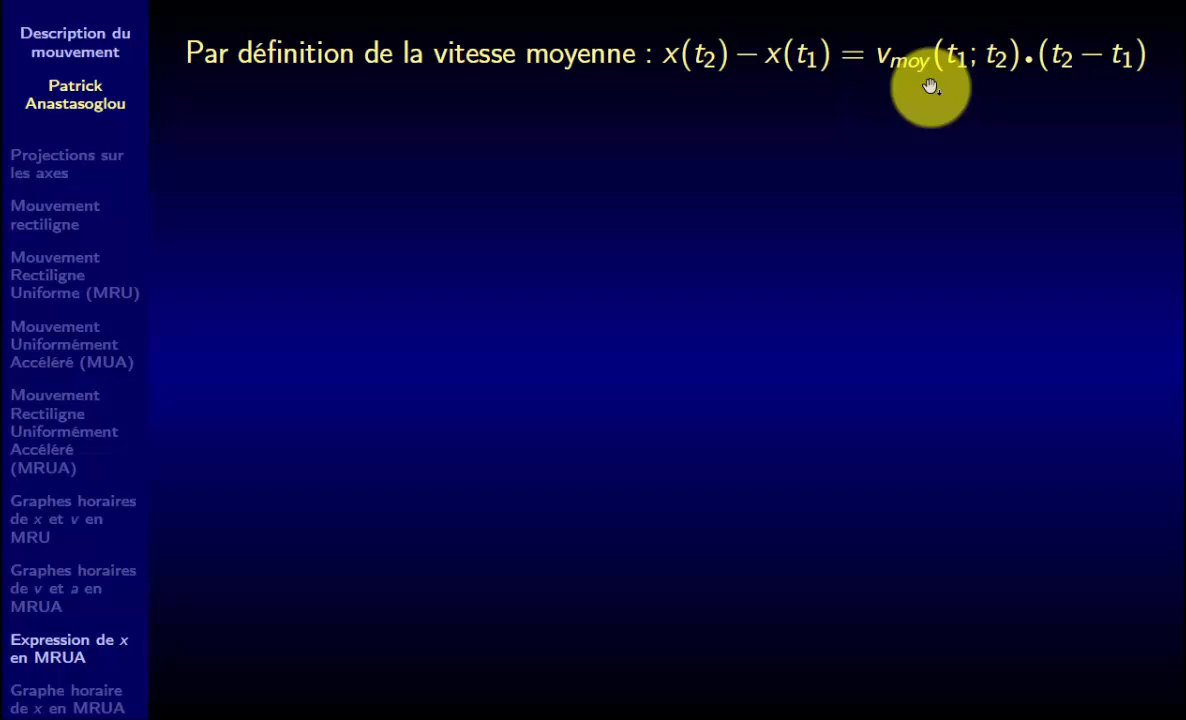 Description du
mouvement
Patrick
Anastasoglou
Projections sur
les axes
Mouvement
rectiligne
Mouvement
Rectiligne
Uniforme (MRU)
Mouvement
Uniformément
Accéléré (MUA)
Mouvement
Rectiligne
Uniformément
Accéléré
(MRUA)
Graphes horaires
de x et v en
MRU
Graphes horaires
de v et a en
MRUA
Expression de x
en MRUA
Graphe horaire
de x en MRUA
Par définition de la vitesse moyenne : x(t₂) − x(t₁) = vₘₒᵧ(t₁; t₂)•(t₂ − t₁)